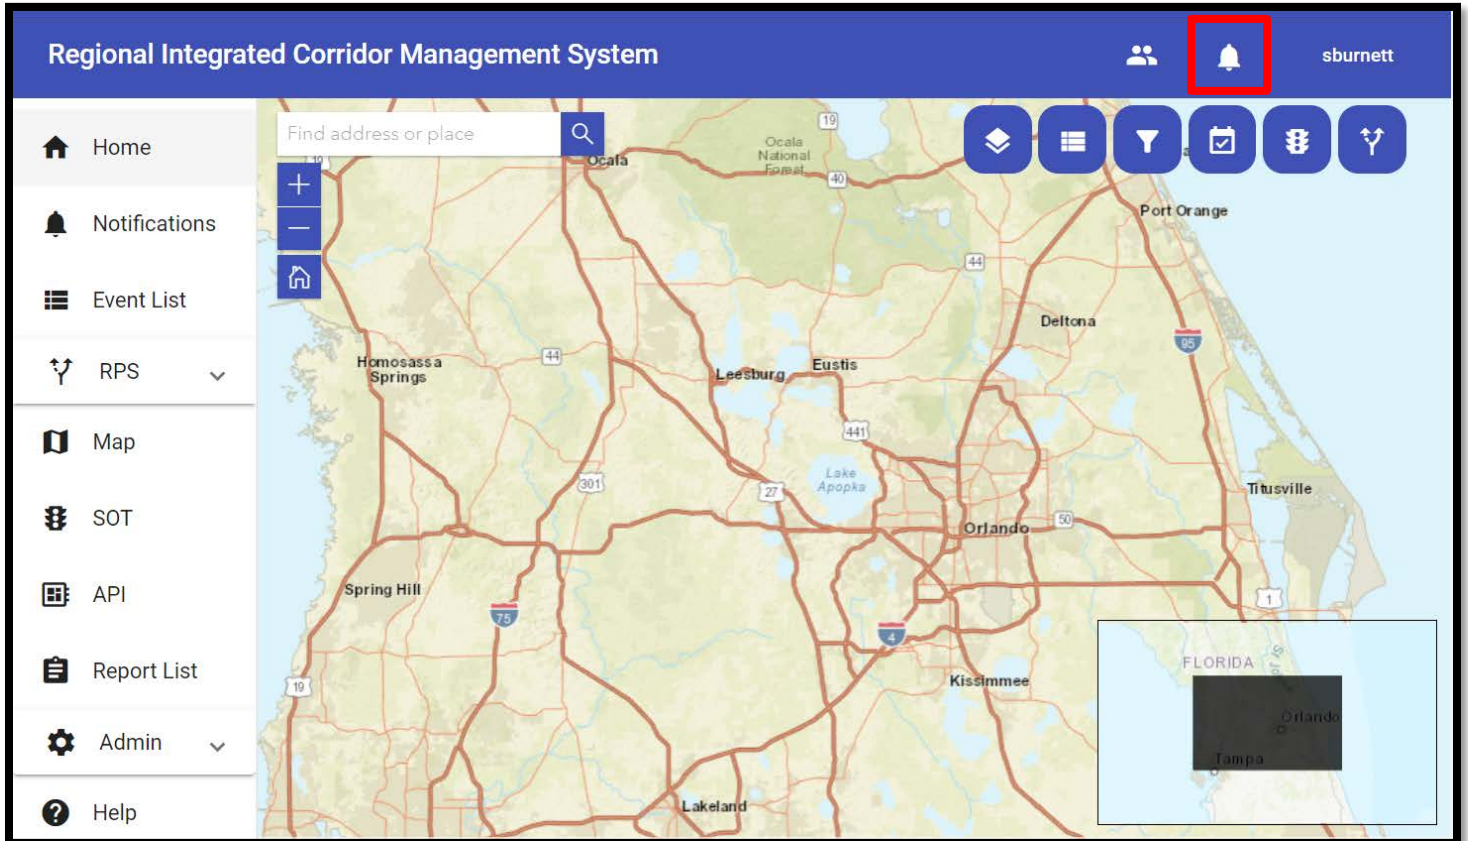 Regional Integrated Corridor Management System
sburnett
Home
Notifications
Event List
RPS
Map
SOT
API
Report List
Admin
Help
Find address or place
19
Ocala
National
Forest
Ocala
40
Port Orange
44
Deltona
95
Homosassa
Springs
44
Leesburg
Eustis
441
Lake
Apopka
301
27
Titusville
Orlando
50
Spring Hill
75
1
4
Kissimmee
19
Lakeland
FLORIDA
Orlando
Tampa